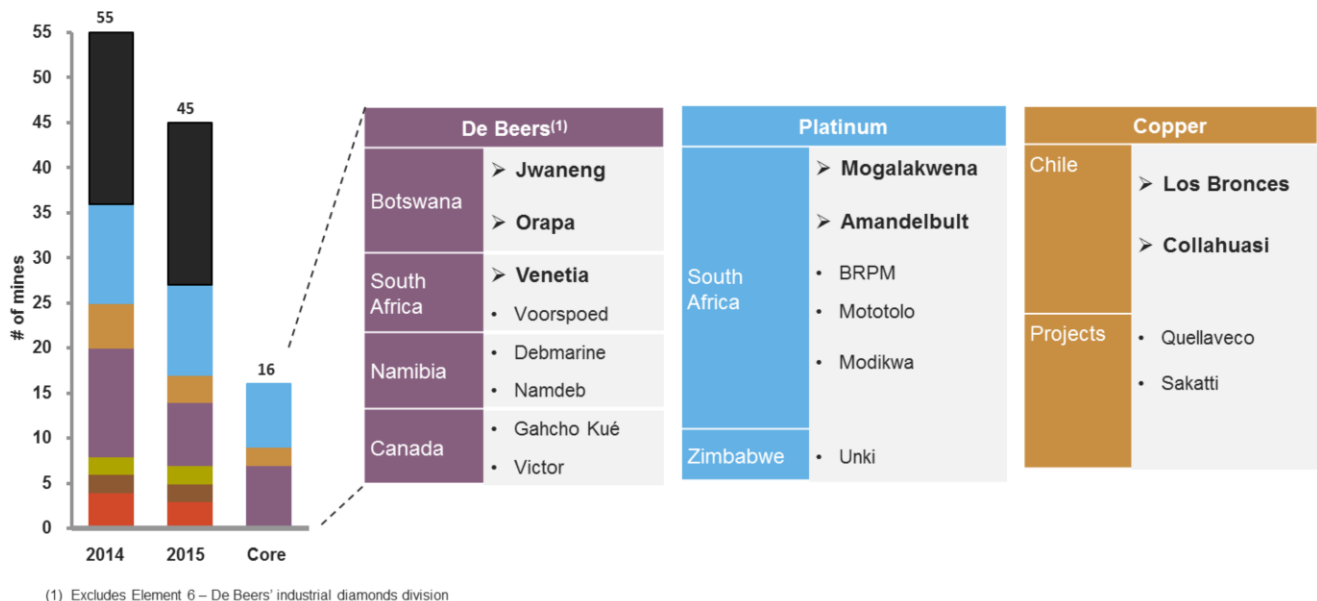 55
55
50
45
45
40
35
30
25
20
16
15
10
5
0
# of mines
2014
2015
Core
De Beers(1)
Botswana
➢ Jwaneng
➢ Orapa
South
Africa
➢ Venetia
• Voorspoed
Namibia
• Debmarine
• Namdeb
Canada
• Gahcho Kué
• Victor
Platinum
South
Africa
➢ Mogalakwena
➢ Amandelbult
• BRPM
• Mototolo
• Modikwa
Zimbabwe
• Unki
Copper
Chile
➢ Los Bronces
➢ Collahuasi
Projects
• Quellaveco
• Sakatti
(1) Excludes Element 6 – De Beers' industrial diamonds division